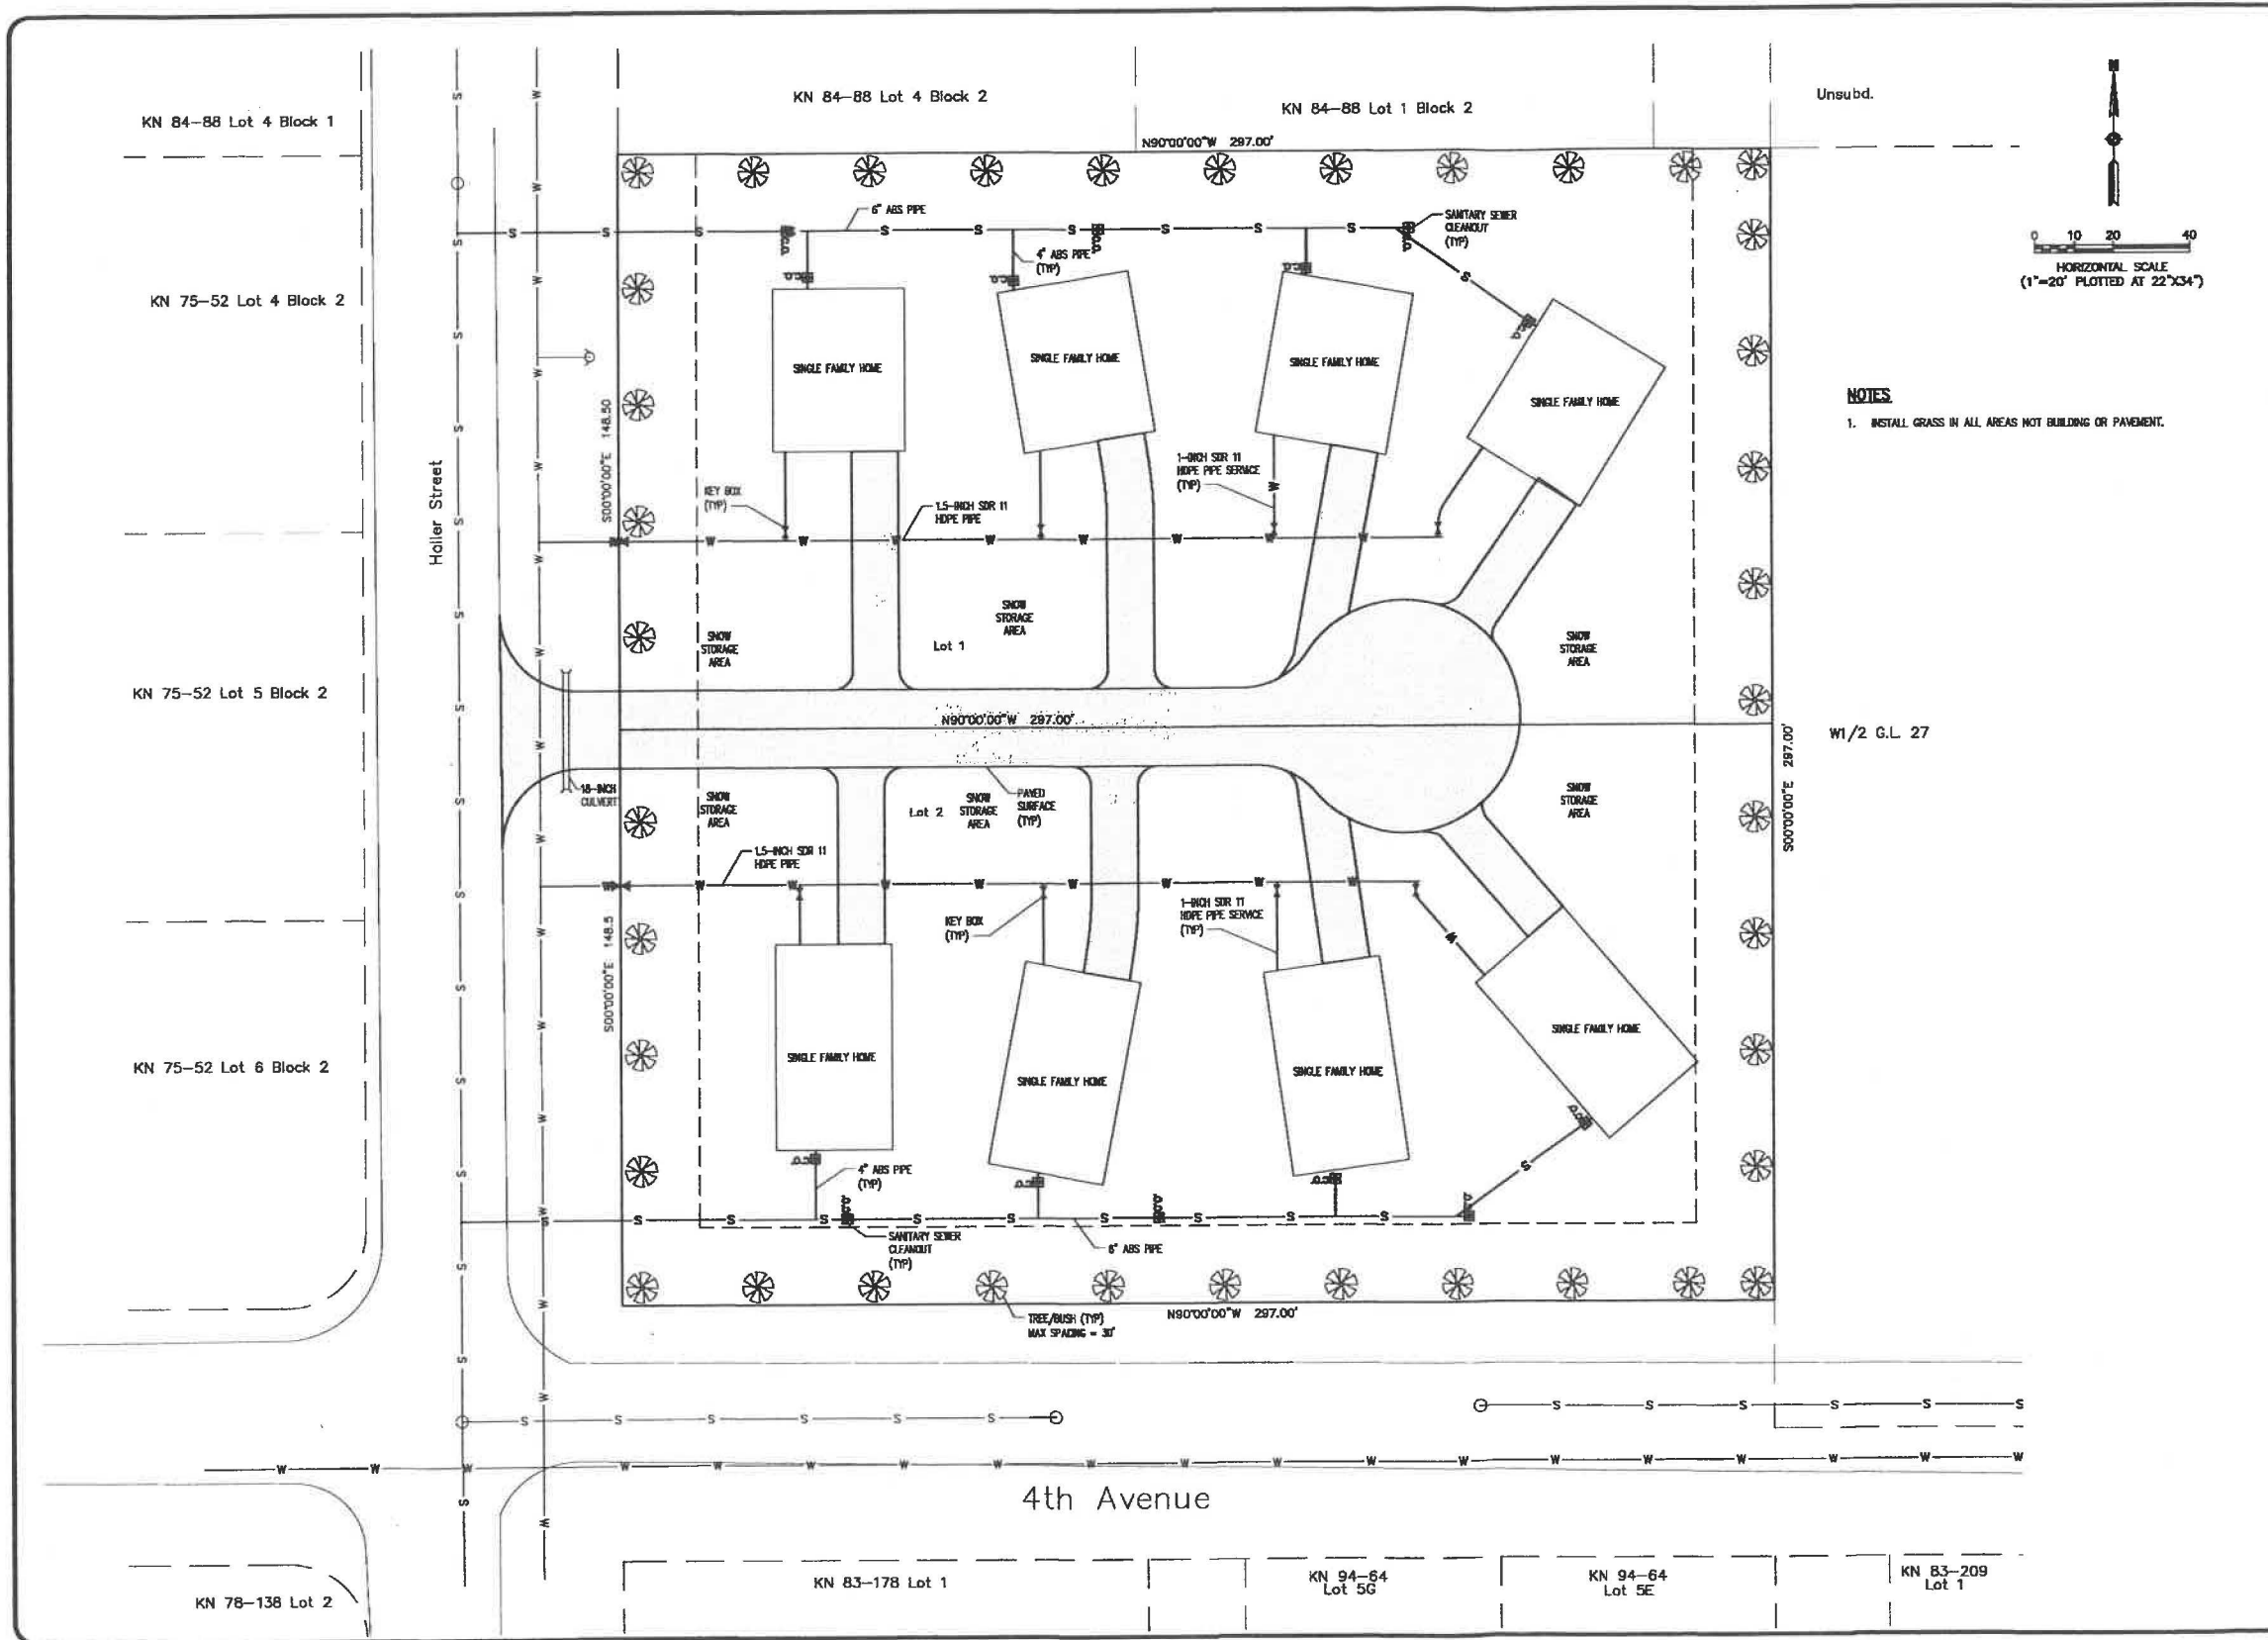 KN 84-88 Lot 4 Block 1
KN 84-88 Lot 4 Block 2
KN 84-88 Lot 1 Block 2
Unsubd.
N
N90°00'00"W 297.00'
0 10 20 40
HORIZONTAL SCALE
(1"=20' PLOTTED AT 22"X34")
NOTES
1. INSTALL GRASS IN ALL AREAS NOT BUILDING OR PAVEMENT.
KN 75-52 Lot 4 Block 2
KN 75-52 Lot 5 Block 2
KN 75-52 Lot 6 Block 2
Haller Street
S00°00'00"E 148.50
6" ABS PIPE
4" ABS PIPE
(TYP)
SANITARY SEWER
CLEANOUT
(TYP)
SINGLE FAMILY HOME
SINGLE FAMILY HOME
SINGLE FAMILY HOME
SINGLE FAMILY HOME
KEY BOX
(TYP)
1.5-INCH SDR 11
HDPE PIPE
1-INCH SDR 11
HDPE PIPE SERVICE
(TYP)
SNOW
STORAGE
AREA
Lot 1
SNOW
STORAGE
AREA
SNOW
STORAGE
AREA
N90°00'00"W 297.00'
18-INCH
CULVERT
SNOW
STORAGE
AREA
Lot 2
SNOW
STORAGE
AREA
PAVED
SURFACE
(TYP)
SNOW
STORAGE
AREA
W1/2 G.L. 27
S00°00'00"E 297.00'
1.5-INCH SDR 11
HDPE PIPE
KEY BOX
(TYP)
1-INCH SDR 11
HDPE PIPE SERVICE
(TYP)
S00°00'00"E 148.5
SINGLE FAMILY HOME
SINGLE FAMILY HOME
SINGLE FAMILY HOME
SINGLE FAMILY HOME
4" ABS PIPE
(TYP)
SANITARY SEWER
CLEANOUT
(TYP)
6" ABS PIPE
TREE/BUSH (TYP)
MAX SPACING = 30'
N90°00'00"W 297.00'
4th Avenue
KN 78-138 Lot 2
KN 83-178 Lot 1
KN 94-64
Lot 5G
KN 94-64
Lot 5E
KN 83-209
Lot 1